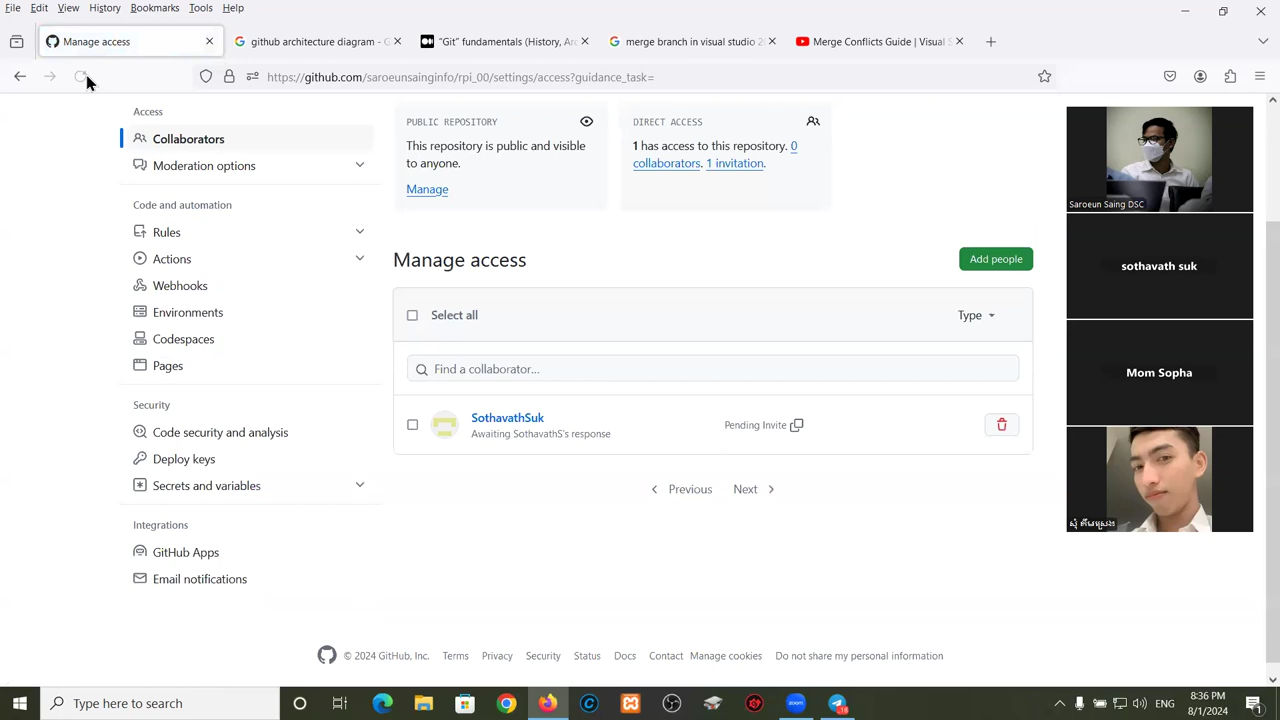 File Edit View History Bookmarks Tools Help
Manage access
github architecture diagram - G
"Git" fundamentals (History, Arc
merge branch in visual studio 2
Merge Conflicts Guide | Visual S
https://github.com/saroeunsainginfo/rpi_00/settings/access?guidance_task=
Access
Collaborators
Moderation options
Code and automation
Rules
Actions
Webhooks
Environments
Codespaces
Pages
Security
Code security and analysis
Deploy keys
Secrets and variables
Integrations
GitHub Apps
Email notifications
PUBLIC REPOSITORY
This repository is public and visible
to anyone.
Manage
DIRECT ACCESS
1 has access to this repository. 0
collaborators. 1 invitation.
Manage access
Add people
Select all
Type
Find a collaborator...
SothavathSuk
Awaiting SothavathS's response
Pending Invite
Previous
Next
© 2024 GitHub, Inc. Terms Privacy Security Status Docs Contact Manage cookies Do not share my personal information
Saroeun Saing DSC
sothavath suk
Mom Sopha
Type here to search
zoom
ENG
8:36 PM
8/1/2024